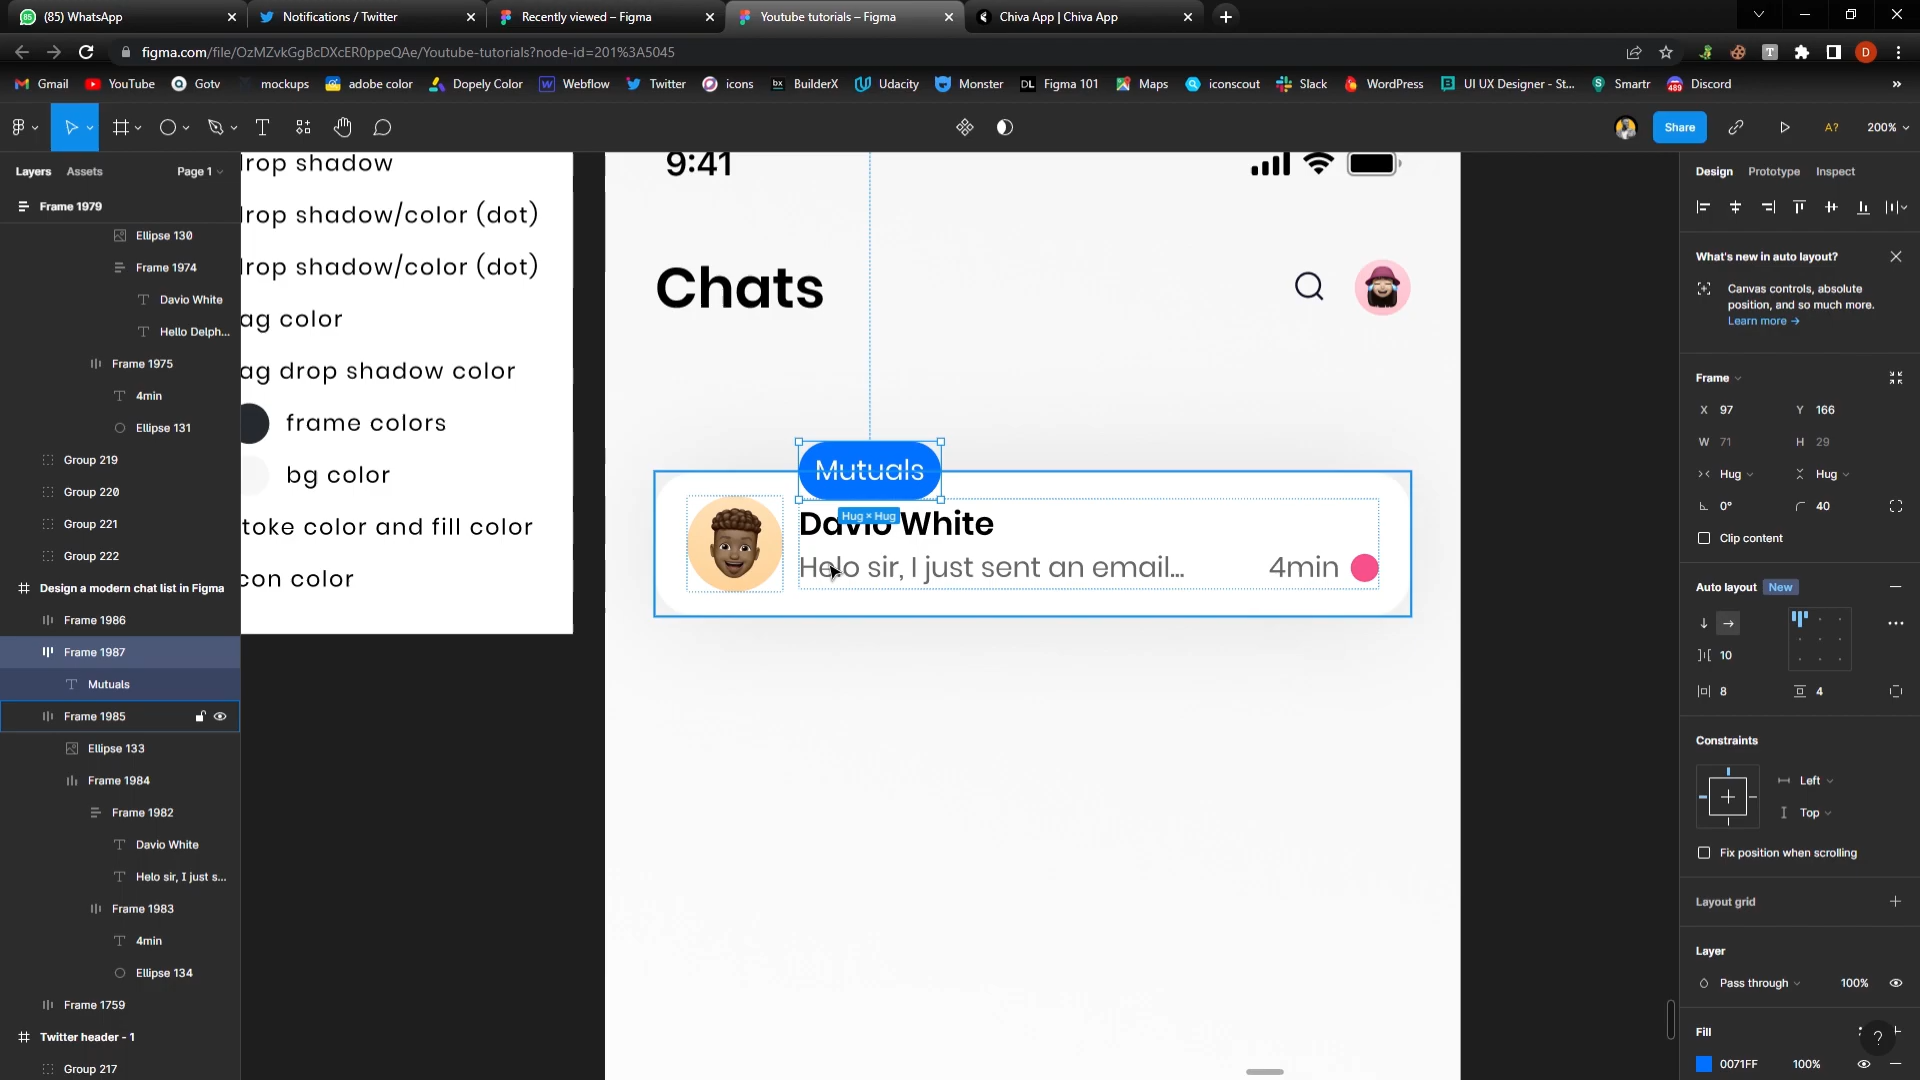 (85) WhatsApp
Notifications / Twitter
Recently viewed – Figma
Youtube tutorials – Figma
Chiva App | Chiva App
figma.com/file/OzMZvkGgBcDXcER0ppeQAe/Youtube-tutorials?node-id=201%3A5045
D
Gmail
YouTube
Gotv
mockups
adobe color
Dopely Color
Webflow
Twitter
icons
BuilderX
Udacity
Monster
DL Figma 101
Maps
iconscout
Slack
WordPress
UI UX Designer - St...
Smartr
489
Discord
Share
A?
200%
Layers
Assets
Page 1
Frame 1979
Ellipse 130
Frame 1974
Davio White
Hello Delph...
Frame 1975
4min
Ellipse 131
Group 219
Group 220
Group 221
Group 222
Design a modern chat list in Figma
Frame 1986
Frame 1987
Mutuals
Frame 1985
Ellipse 133
Frame 1984
Frame 1982
Davio White
Helo sir, I just s...
Frame 1983
4min
Ellipse 134
Frame 1759
Twitter header - 1
Group 217
rop shadow
rop shadow/color (dot)
rop shadow/color (dot)
ag color
ag drop shadow color
frame colors
bg color
toke color and fill color
con color
9:41
Chats
Mutuals
Hug × Hug
Davio White
Helo sir, I just sent an email...
4min
Design
Prototype
Inspect
What's new in auto layout?
Canvas controls, absolute
position, and so much more.
Learn more →
Frame
X 97
Y 166
W 71
H 29
Hug
Hug
0°
40
Clip content
Auto layout
New
10
8
4
Constraints
Left
Top
Fix position when scrolling
Layout grid
Layer
Pass through
100%
Fill
?
0071FF
100%